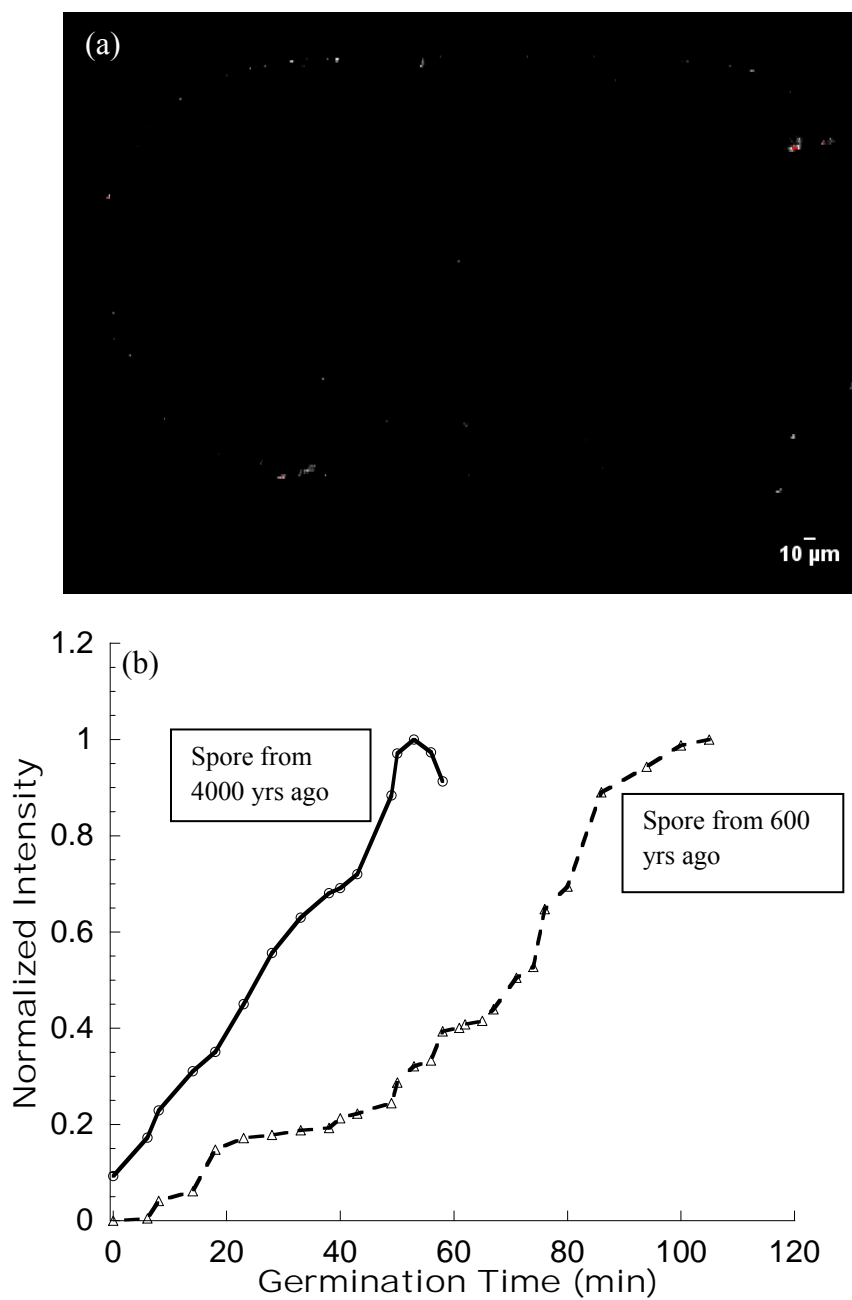 (a)
10 µm
(b)
1.2
1
0.8
0.6
0.4
0.2
0
Normalized Intensity
Spore from
4000 yrs ago
Spore from 600
yrs ago
0 20 40 60 80 100 120
Germination Time (min)